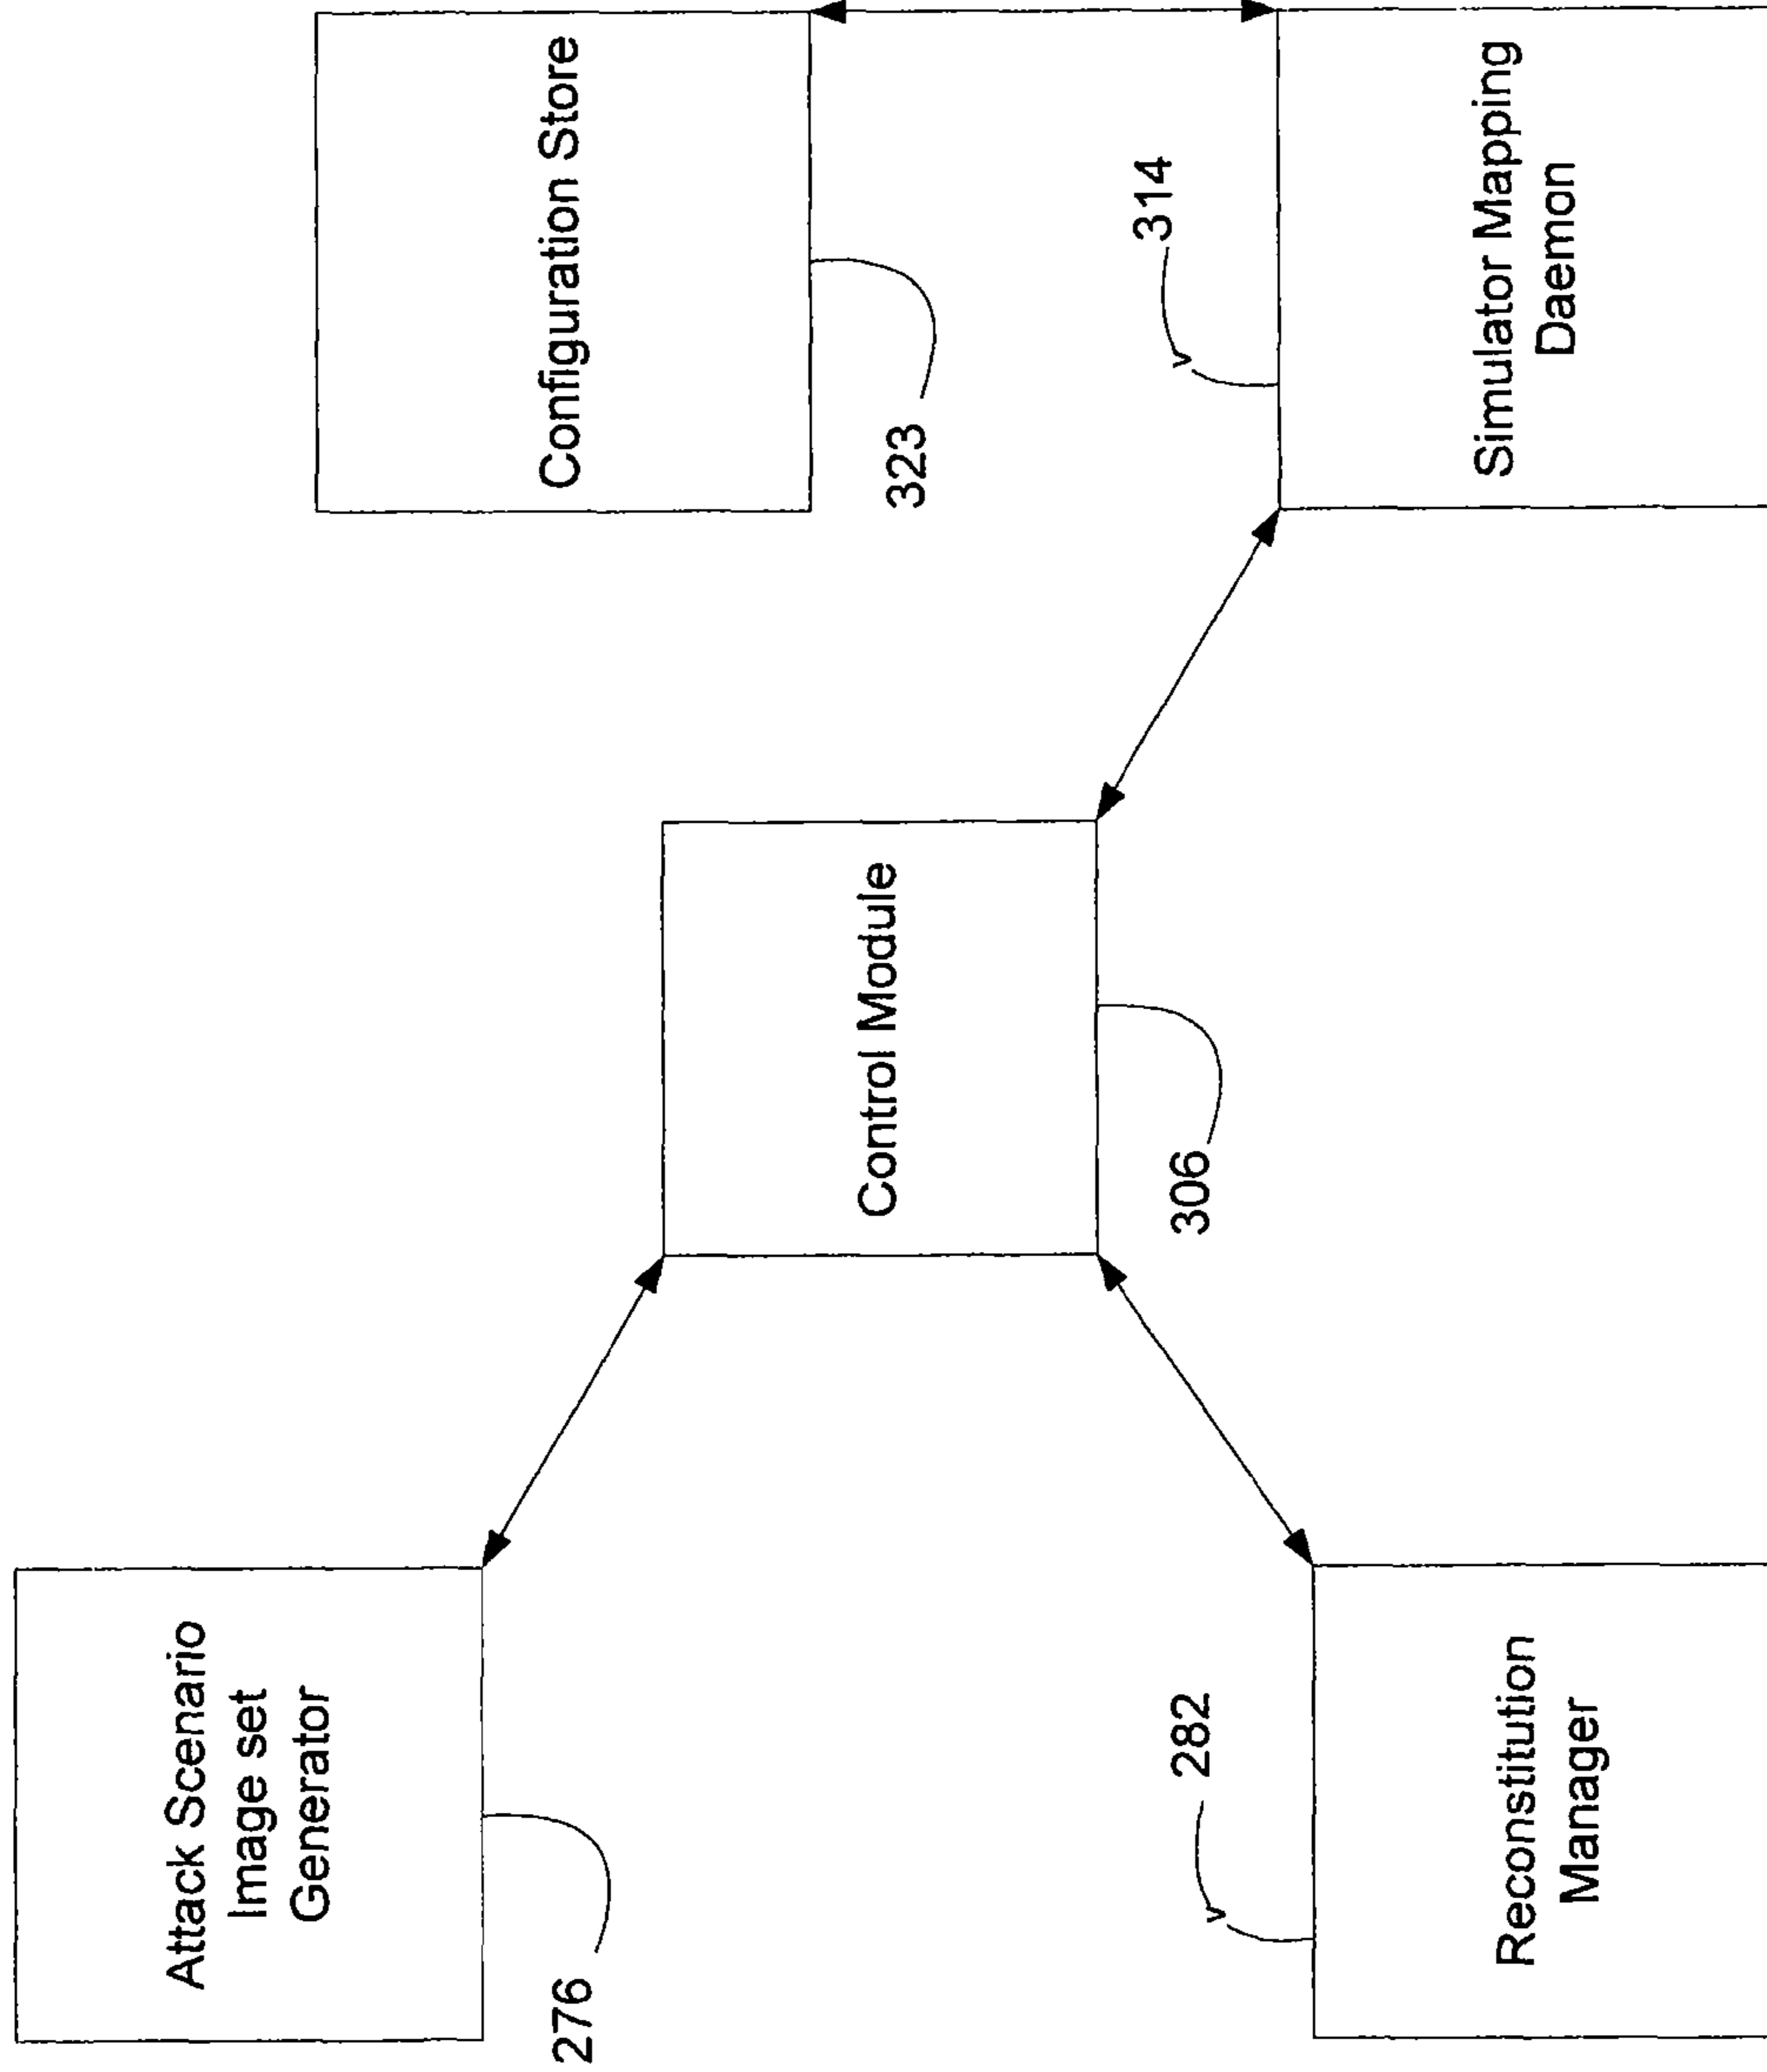 Attack Scenario
Image set
Generator
276
Configuration Store
323
Control Module
306
282
Reconstitution
Manager
314
Simulator Mapping
Daemon